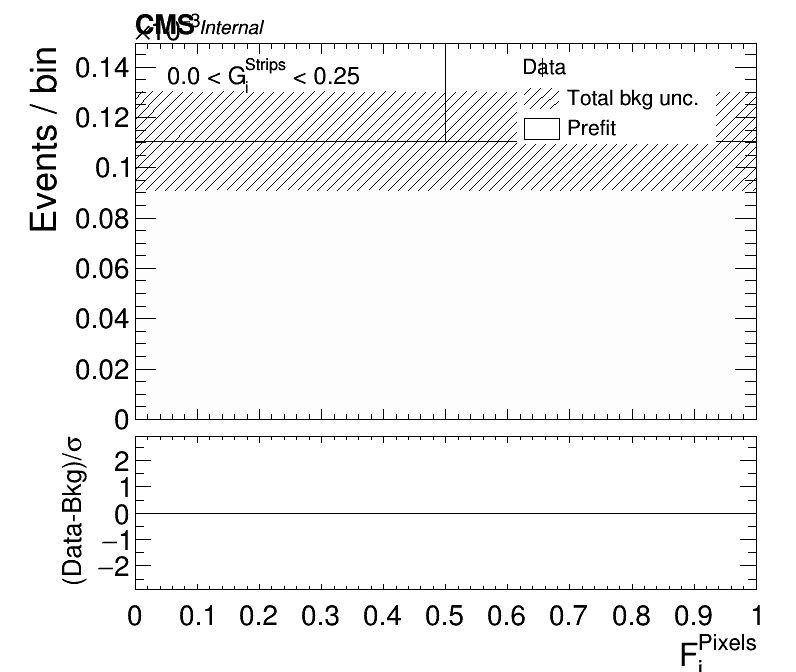 CMS Internal
×10³
Events / bin
0.0 < G_i^Strips < 0.25
Data
Total bkg unc.
Prefit
0.14
0.12
0.1
0.08
0.06
0.04
0.02
0
(Data-Bkg)/σ
2
1
0
−1
−2
0 0.1 0.2 0.3 0.4 0.5 0.6 0.7 0.8 0.9 1
F_i^Pixels